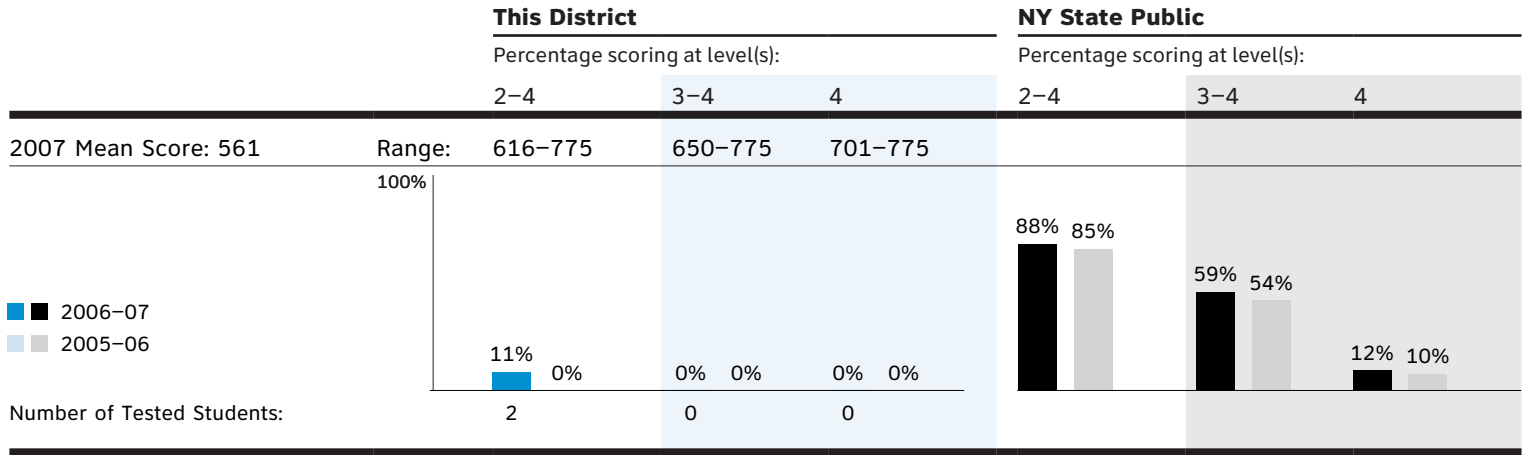 This District NY State Public
Percentage scoring at level(s): Percentage scoring at level(s):
2–4 3–4 4 2–4 3–4 4
2007 Mean Score: 561 Range: 616–775 650–775 701–775
100%
88% 85%
59% 54%
2006–07
2005–06
11% 0% 0% 0% 0% 0% 12% 10%
Number of Tested Students: 2 0 0